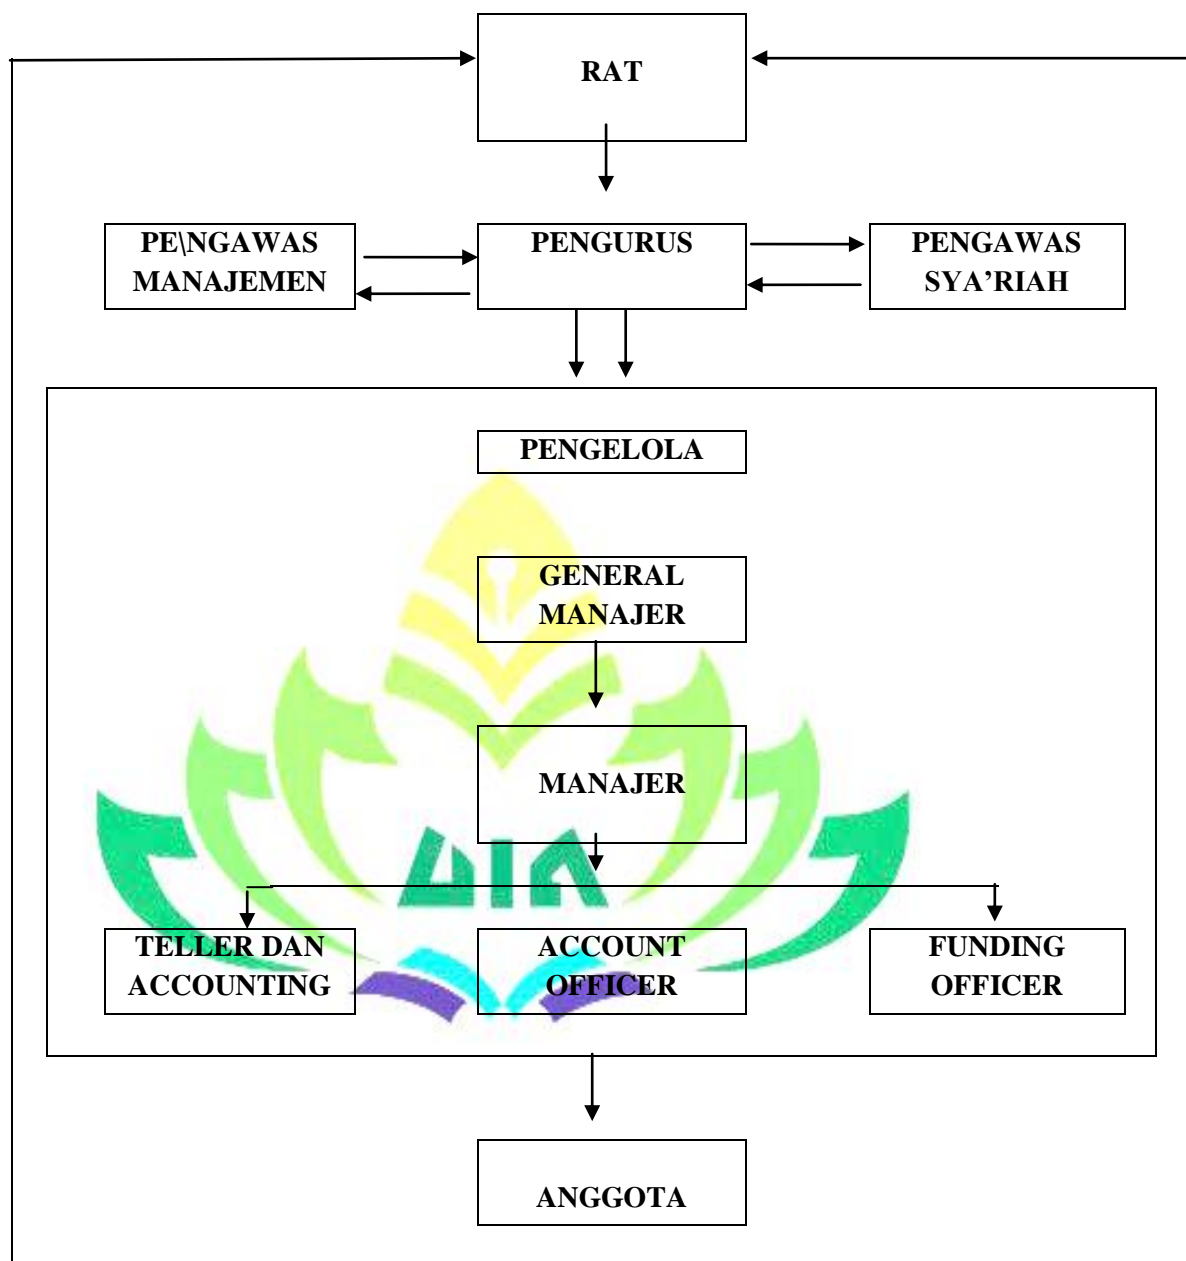 RAT
PE\NGAWAS
MANAJEMEN
PENGURUS
PENGAWAS
SYA’RIAH
PENGELOLA
GENERAL
MANAJER
MANAJER
TELLER DAN
ACCOUNTING
ACCOUNT
OFFICER
FUNDING
OFFICER
ANGGOTA